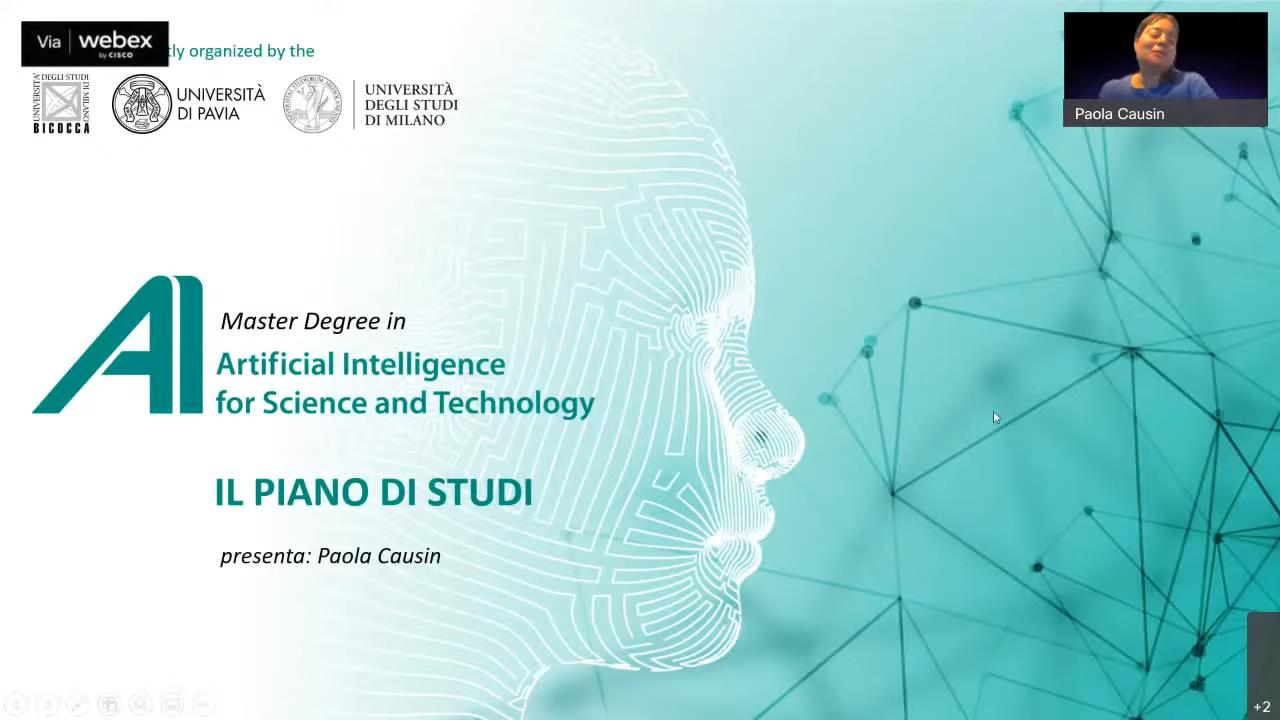 Via webex
by CISCO
tly organized by the
UNIVERSITÀ
DEGLI STUDI
DI MILANO
BICOCCA
UNIVERSITÀ
DI PAVIA
UNIVERSITÀ
DEGLI STUDI
DI MILANO
Paola Causin
AI
Master Degree in
Artificial Intelligence
for Science and Technology
IL PIANO DI STUDI
presenta: Paola Causin
+2